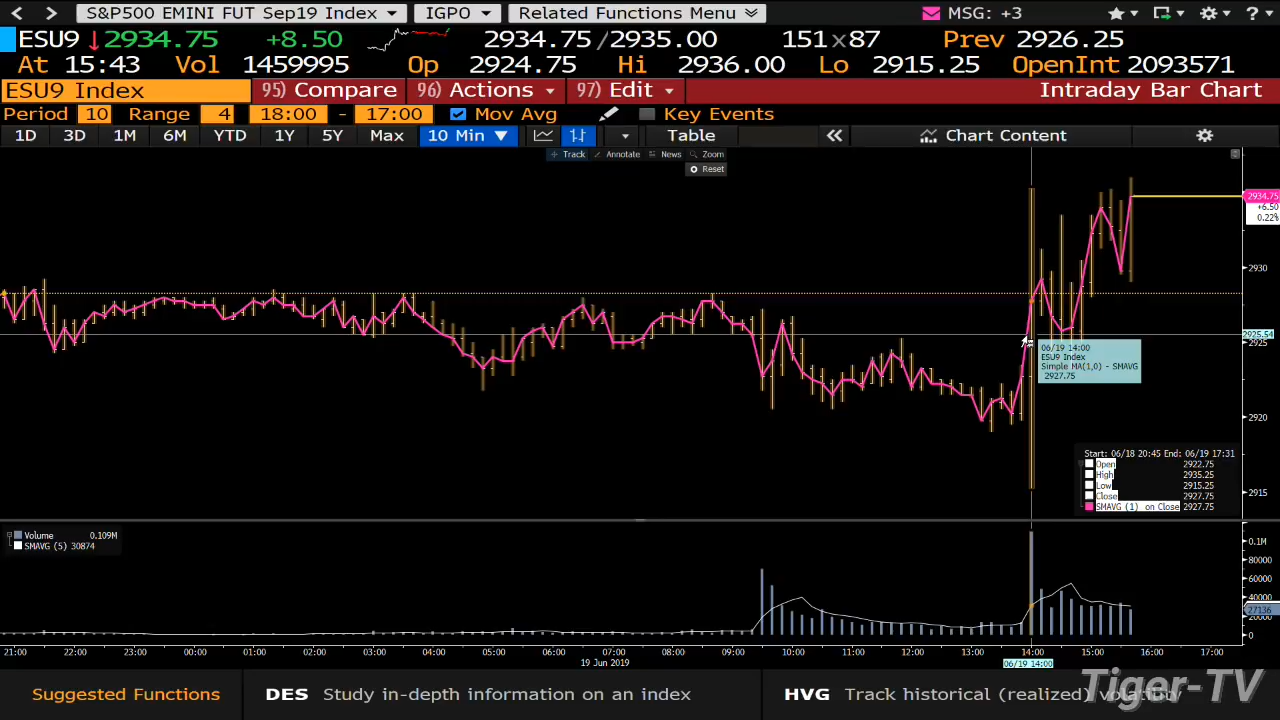 S&P500 EMINI FUT Sep19 Index IGPO Related Functions Menu MSG: +3 ?
ESU9 2934.75 +8.50 2934.75/2935.00 151×87 Prev 2926.25
At 15:43 Vol 1459995 Op 2924.75 Hi 2936.00 Lo 2915.25 OpenInt 2093571
ESU9 Index 95) Compare 96) Actions 97) Edit Intraday Bar Chart
Period 10 Range 4 18:00 - 17:00 Mov Avg Key Events
1D 3D 1M 6M YTD 1Y 5Y Max 10 Min Table Chart Content
Track Annotate News Zoom
Reset
2934.75
+6.50
0.22%
2930
2925.54
2925
2920
2915
06/19 14:00
ESU9 Index
Simple MA(1,0) - SMAVG
2927.75
Start: 06/18 20:45 End: 06/19 17:31
Open 2922.75
High 2935.25
Low 2915.25
Close 2927.75
SMAVG (1) on Close 2927.75
Volume 0.109M
SMAVG (5) 30874
0.1M
80000
60000
40000
27136
20000
0
21:00 22:00 23:00 00:00 01:00 02:00 03:00 04:00 05:00 06:00 07:00 08:00 09:00 10:00 11:00 12:00 13:00 14:00 15:00 16:00 17:00
19 Jun 2019 06/19 14:00
Suggested Functions DES Study in-depth information on an index HVG Track historical (realized) volatility
Tiger-TV